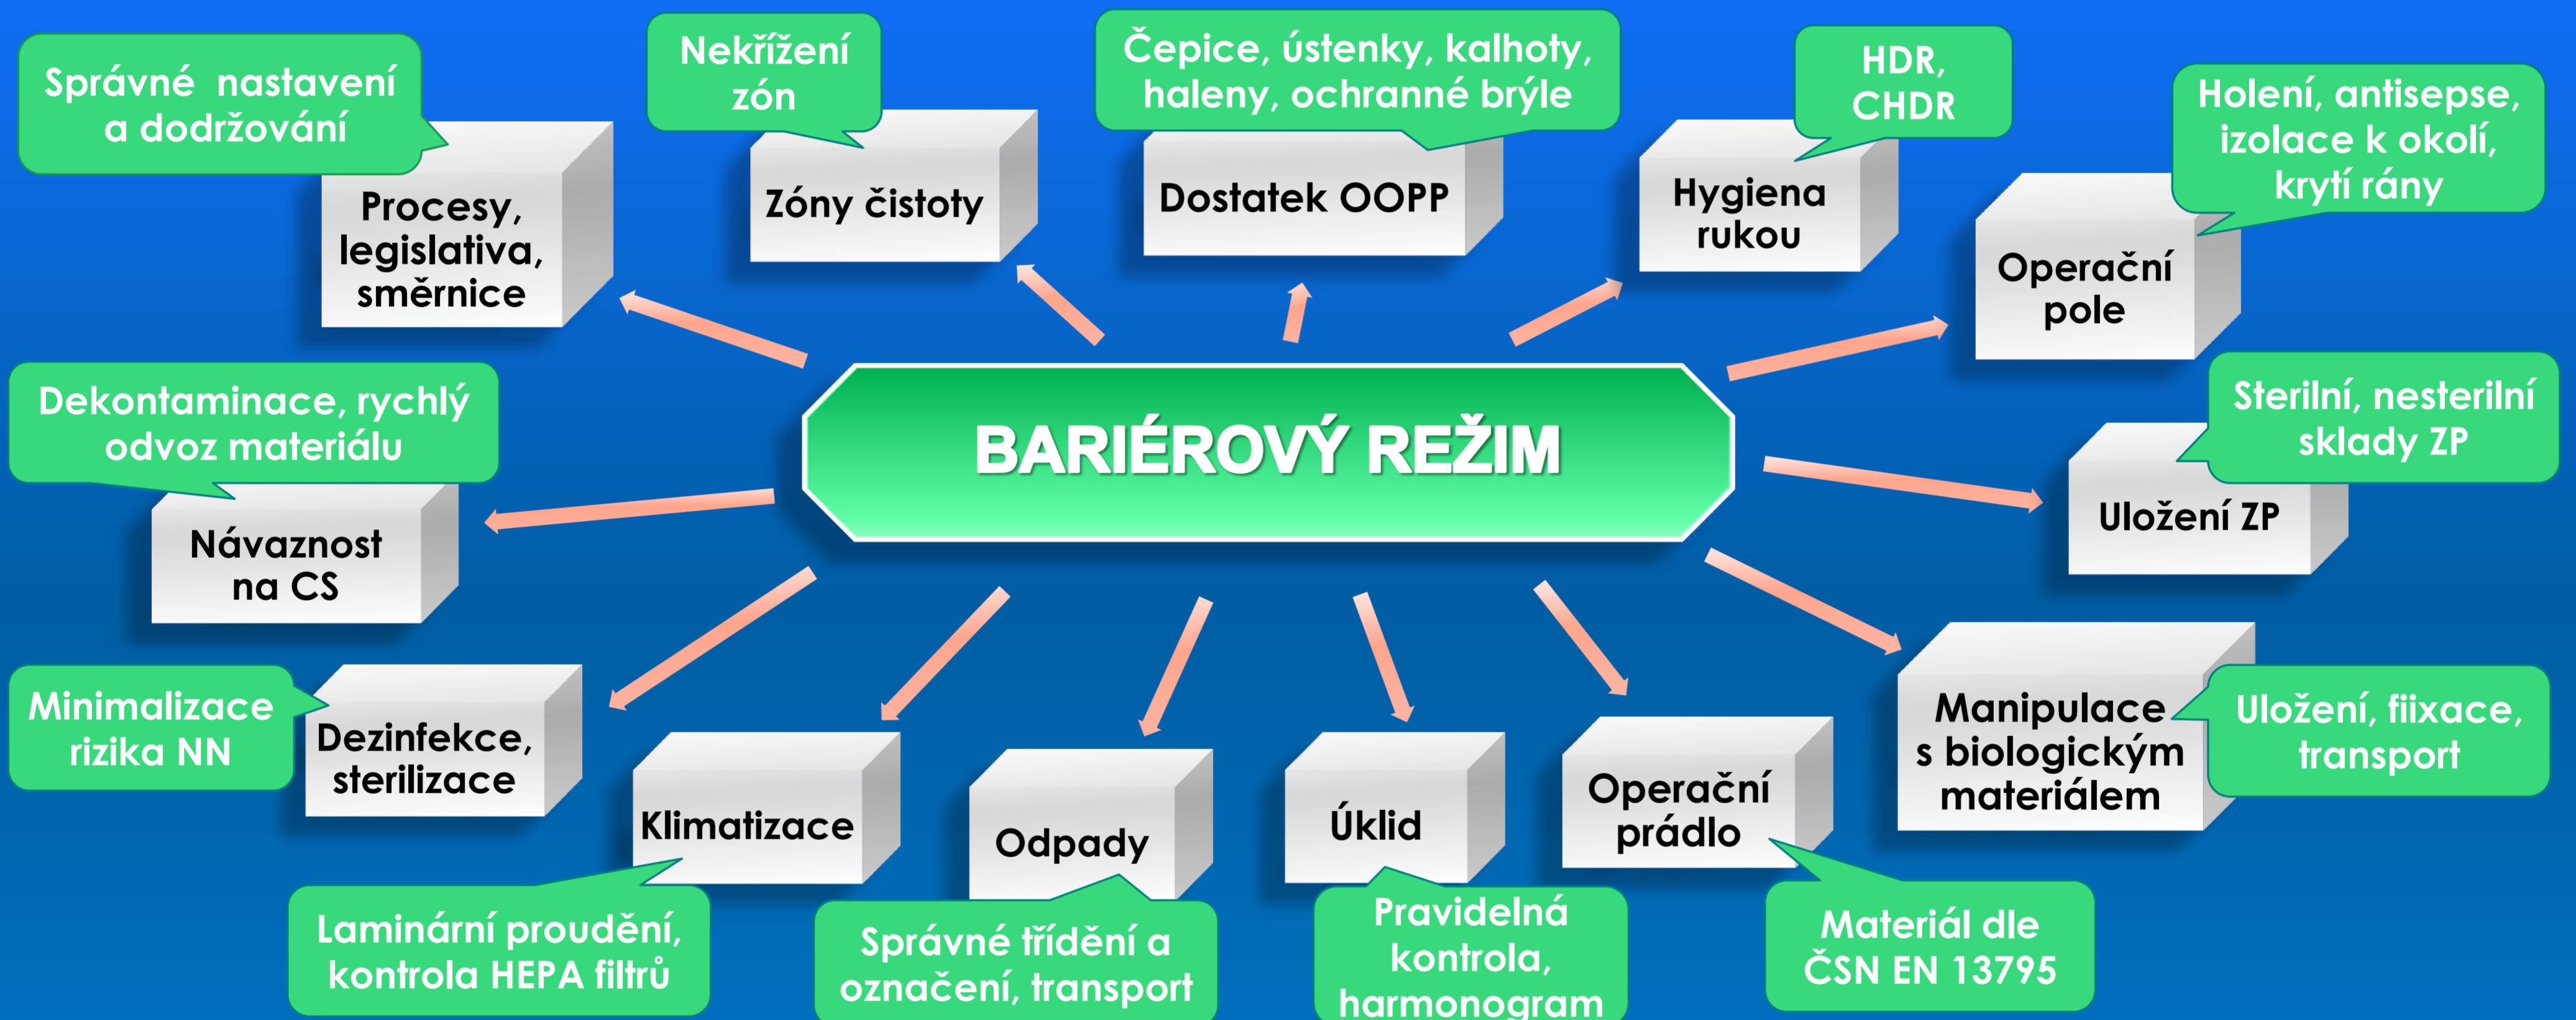 Správné nastavení
a dodržování
Procesy,
legislativa,
směrnice
Nekřížení
zón
Zóny čistoty
Čepice, ústenky, kalhoty,
haleny, ochranné brýle
Dostatek OOPP
HDR,
CHDR
Hygiena
rukou
Holení, antisepse,
izolace k okolí,
krytí rány
Operační
pole
Dekontaminace, rychlý
odvoz materiálu
Návaznost
na CS
BARIÉROVÝ REŽIM
Sterilní, nesterilní
sklady ZP
Uložení ZP
Minimalizace
rizika NN
Dezinfekce,
sterilizace
Klimatizace
Laminární proudění,
kontrola HEPA filtrů
Odpady
Správné třídění a
označení, transport
Úklid
Pravidelná
kontrola,
harmonogram
Operační
prádlo
Materiál dle
ČSN EN 13795
Manipulace
s biologickým
materiálem
Uložení, fiixace,
transport